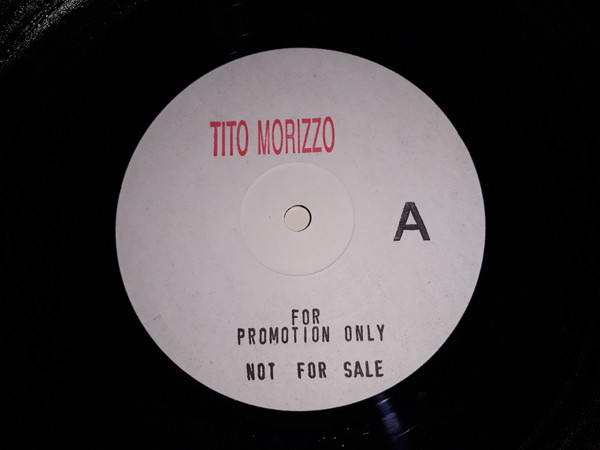 TITO MORIZZO
A
FOR
PROMOTION ONLY
NOT FOR SALE